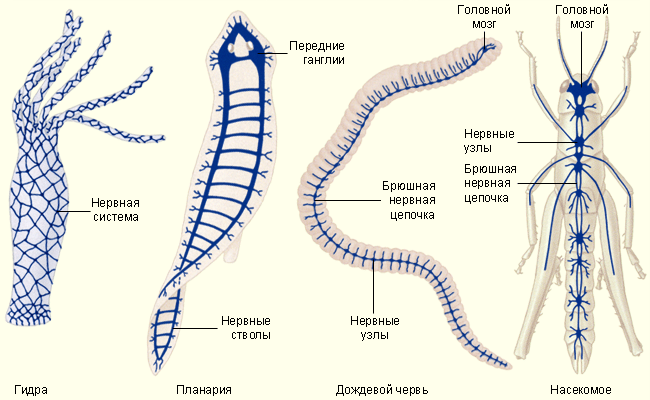 Головной
мозг
Головной
мозг
Передние
ганглии
Нервные
узлы
Брюшная
нервная
цепочка
Брюшная
нервная
цепочка
Нервная
система
Нервные
стволы
Нервные
узлы
Гидра
Планария
Дождевой червь
Насекомое